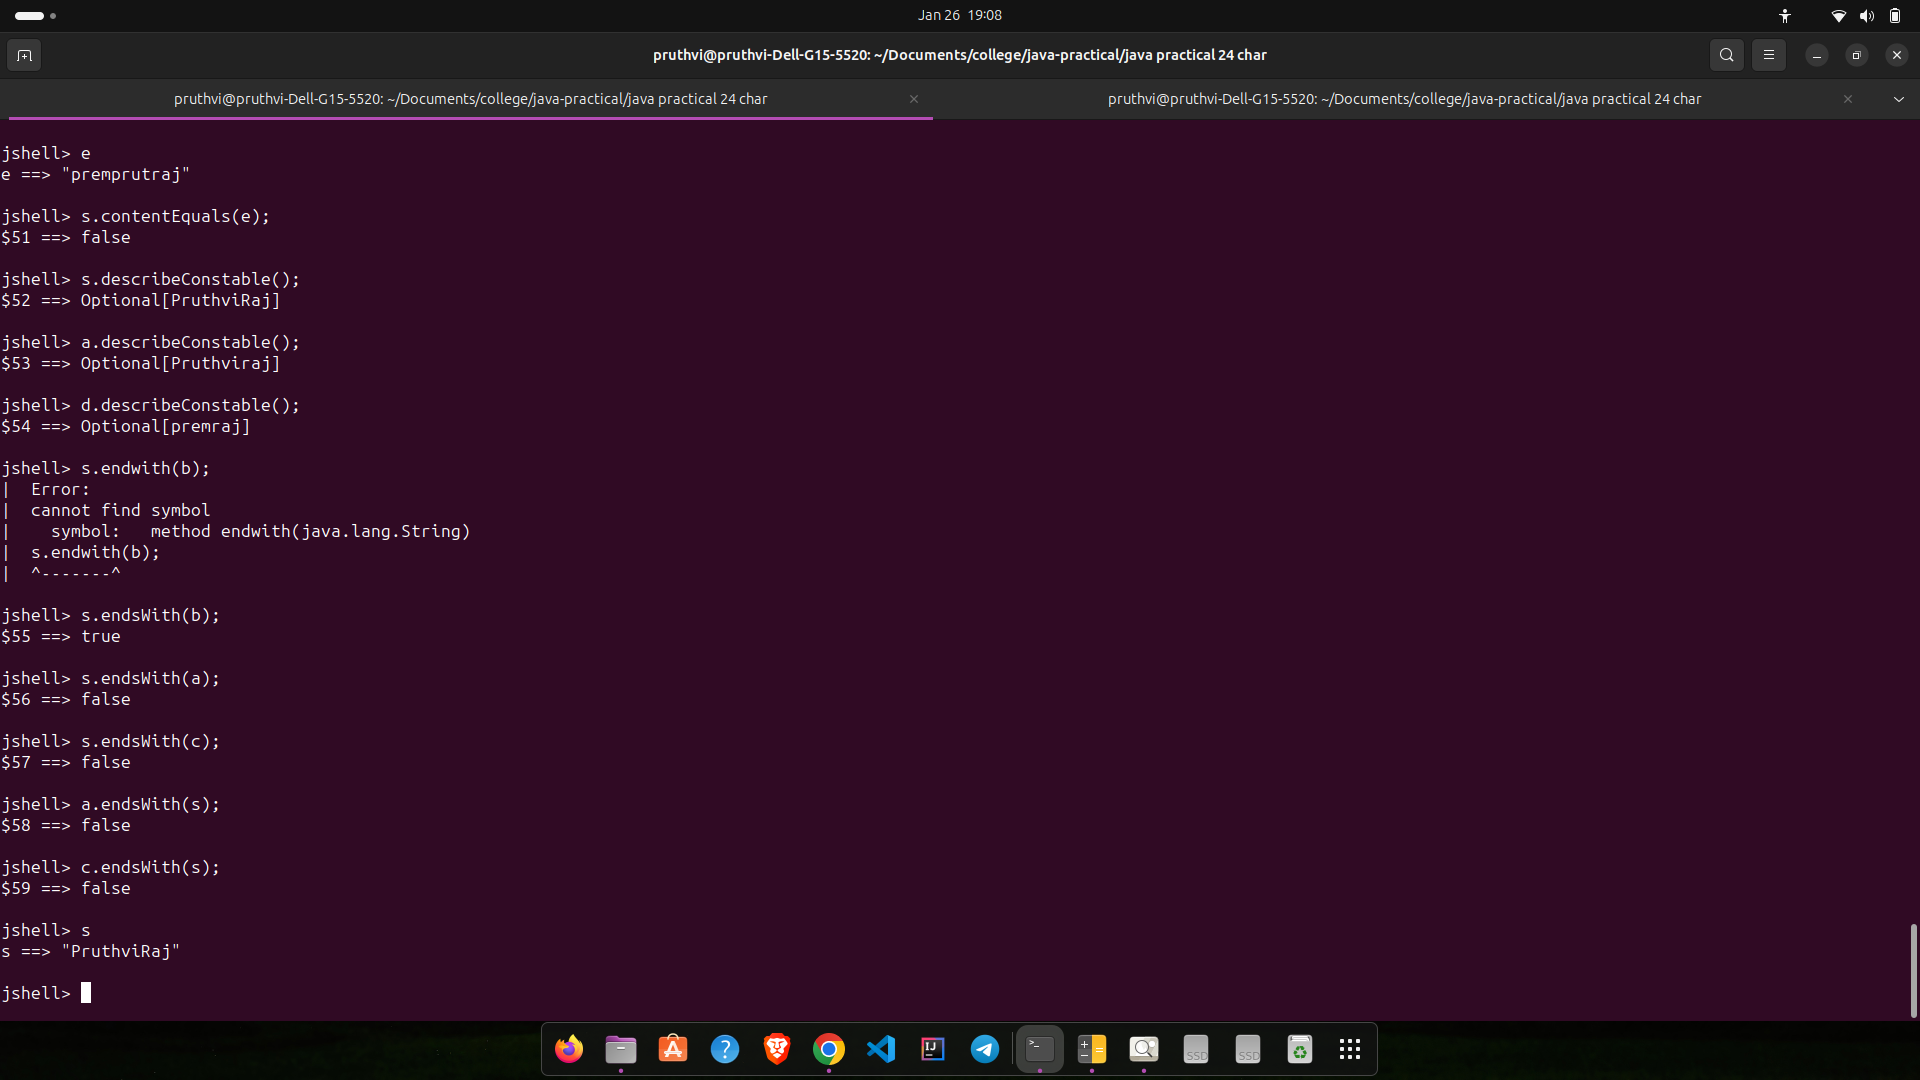 Jan 26 19:08
pruthvi@pruthvi-Dell-G15-5520: ~/Documents/college/java-practical/java practical 24 char
pruthvi@pruthvi-Dell-G15-5520: ~/Documents/college/java-practical/java practical 24 char
pruthvi@pruthvi-Dell-G15-5520: ~/Documents/college/java-practical/java practical 24 char
jshell> e
e ==> "premprutraj"
jshell> s.contentEquals(e);
$51 ==> false
jshell> s.describeConstable();
$52 ==> Optional[PruthviRaj]
jshell> a.describeConstable();
$53 ==> Optional[Pruthviraj]
jshell> d.describeConstable();
$54 ==> Optional[premraj]
jshell> s.endwith(b);
|  Error:
|  cannot find symbol
|    symbol:   method endwith(java.lang.String)
|  s.endwith(b);
|  ^-------^
jshell> s.endsWith(b);
$55 ==> true
jshell> s.endsWith(a);
$56 ==> false
jshell> s.endsWith(c);
$57 ==> false
jshell> a.endsWith(s);
$58 ==> false
jshell> c.endsWith(s);
$59 ==> false
jshell> s
s ==> "PruthviRaj"
jshell>
IJ
SSD
SSD